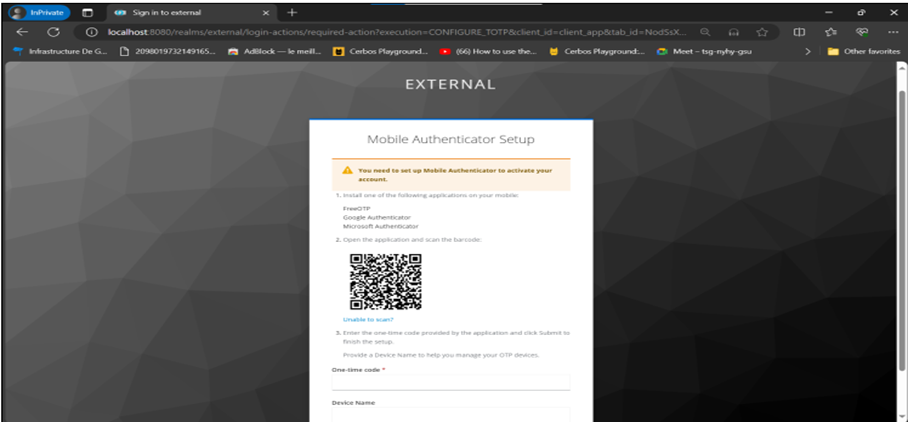 InPrivate
Sign in to external
localhost:8080/realms/external/login-actions/required-action?execution=CONFIGURE_TOTP&client_id=client_app&tab_id=NodSsX...
Infrastructure De G...
2098019732149165...
AdBlock — le meill...
Cerbos Playground...
(66) How to use the...
Cerbos Playground:...
Meet – tsg-nyhy-gsu
Other favorites
EXTERNAL
Mobile Authenticator Setup
You need to set up Mobile Authenticator to activate your
account.
1. Install one of the following applications on your mobile:
FreeOTP
Google Authenticator
Microsoft Authenticator
2. Open the application and scan the barcode:
Unable to scan?
3. Enter the one-time code provided by the application and click Submit to
finish the setup.
Provide a Device Name to help you manage your OTP devices.
One-time code *
Device Name